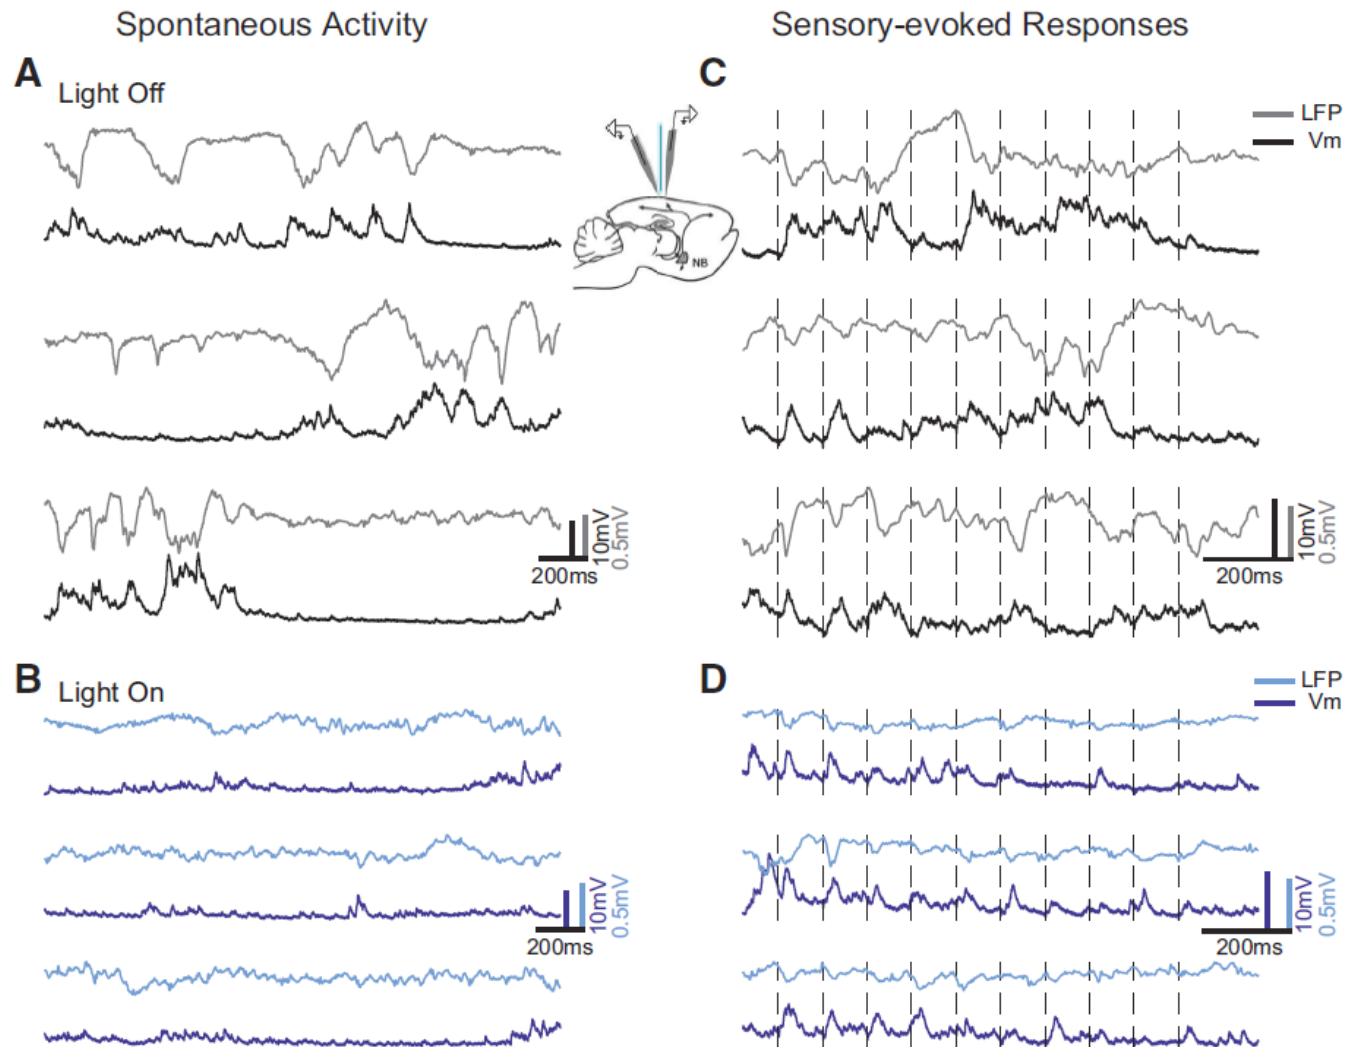 Spontaneous Activity
Sensory-evoked Responses
A
Light Off
NB
10mV
0.5mV
200ms
C
LFP
Vm
10mV
0.5mV
200ms
B
Light On
10mV
0.5mV
200ms
D
LFP
Vm
10mV
0.5mV
200ms